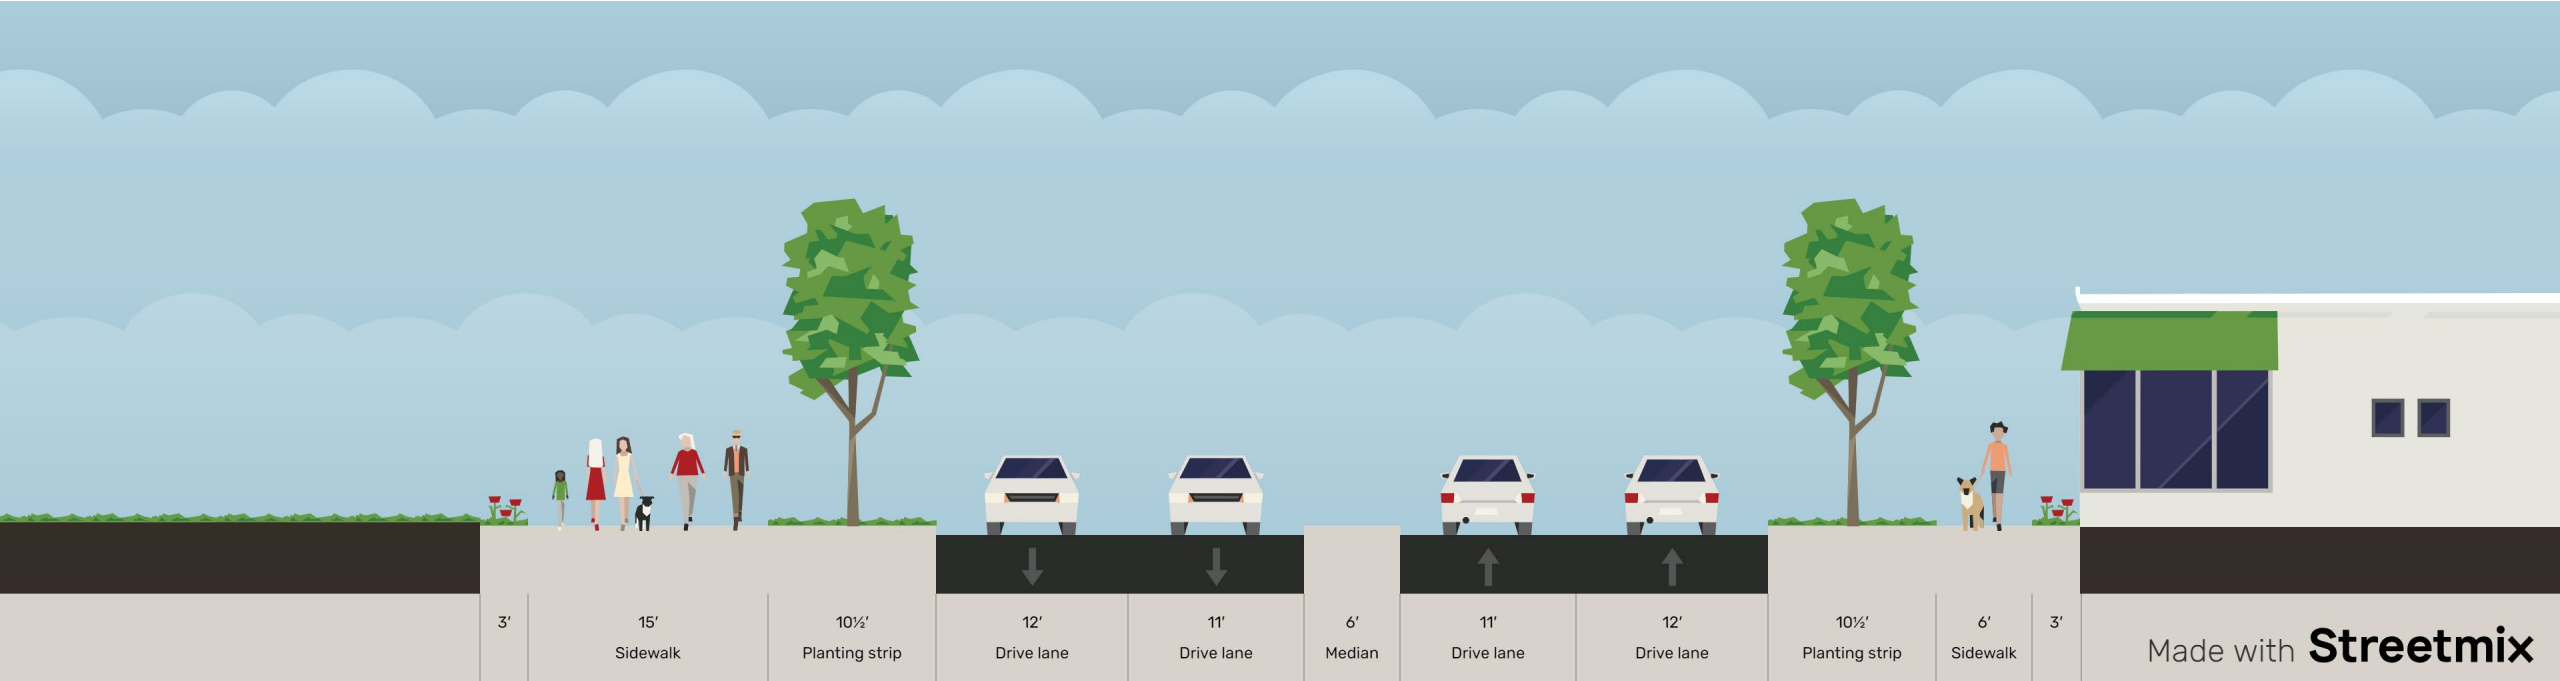 3′
15′
10½′
12′
11′
6′
11′
12′
10½′
6′
3′
Sidewalk
Planting strip
Drive lane
Drive lane
Median
Drive lane
Drive lane
Planting strip
Sidewalk
Made with Streetmix